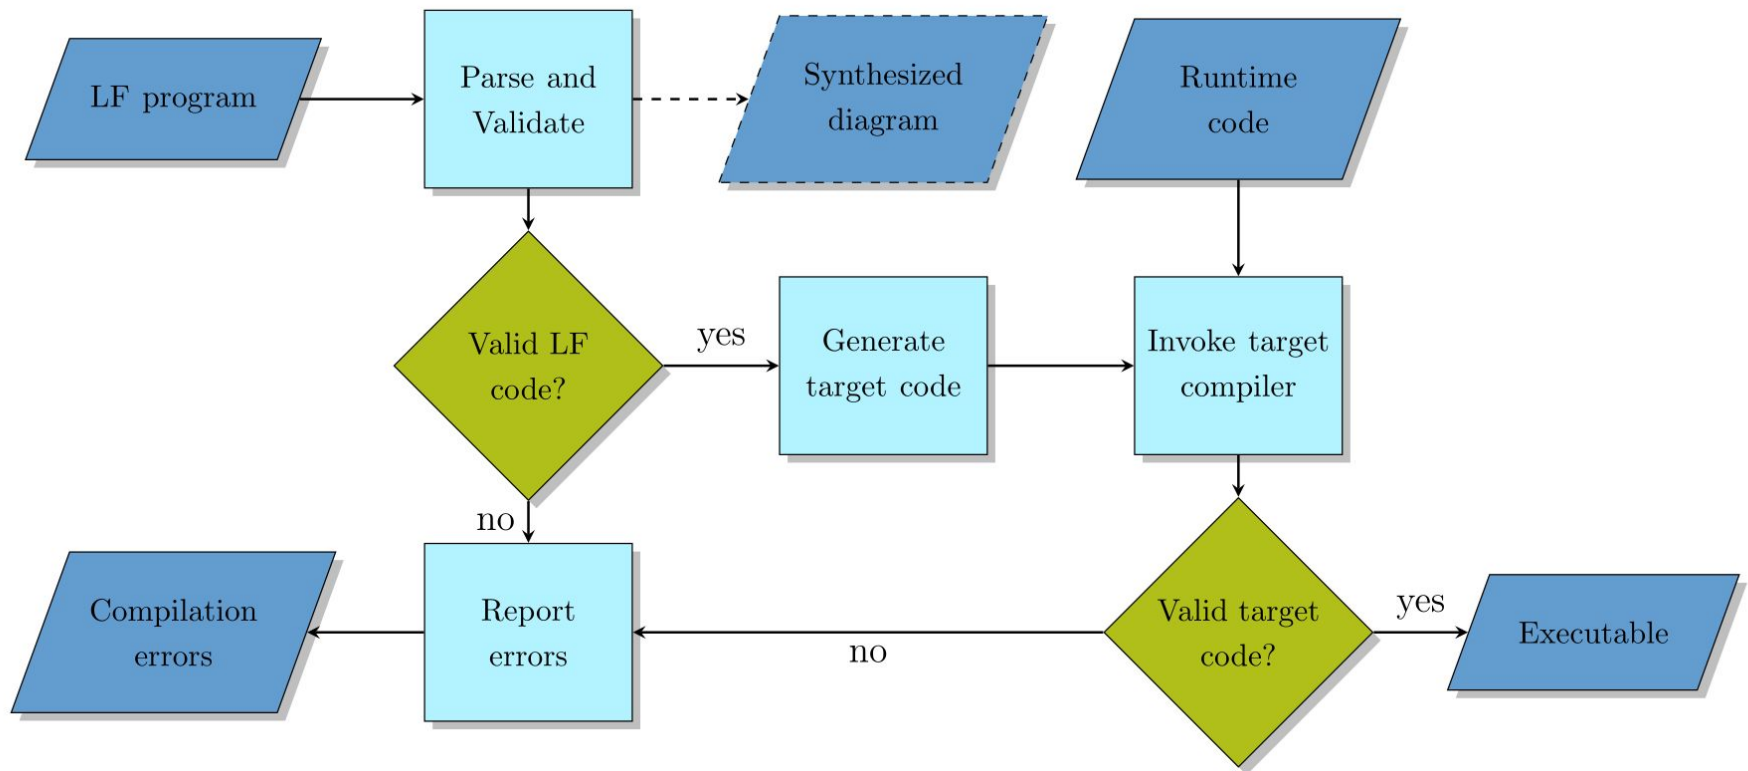 LF program
Parse and
Validate
Synthesized
diagram
Runtime
code
Valid LF
code?
yes
Generate
target code
Invoke target
compiler
no
Compilation
errors
Report
errors
no
Valid target
code?
yes
Executable